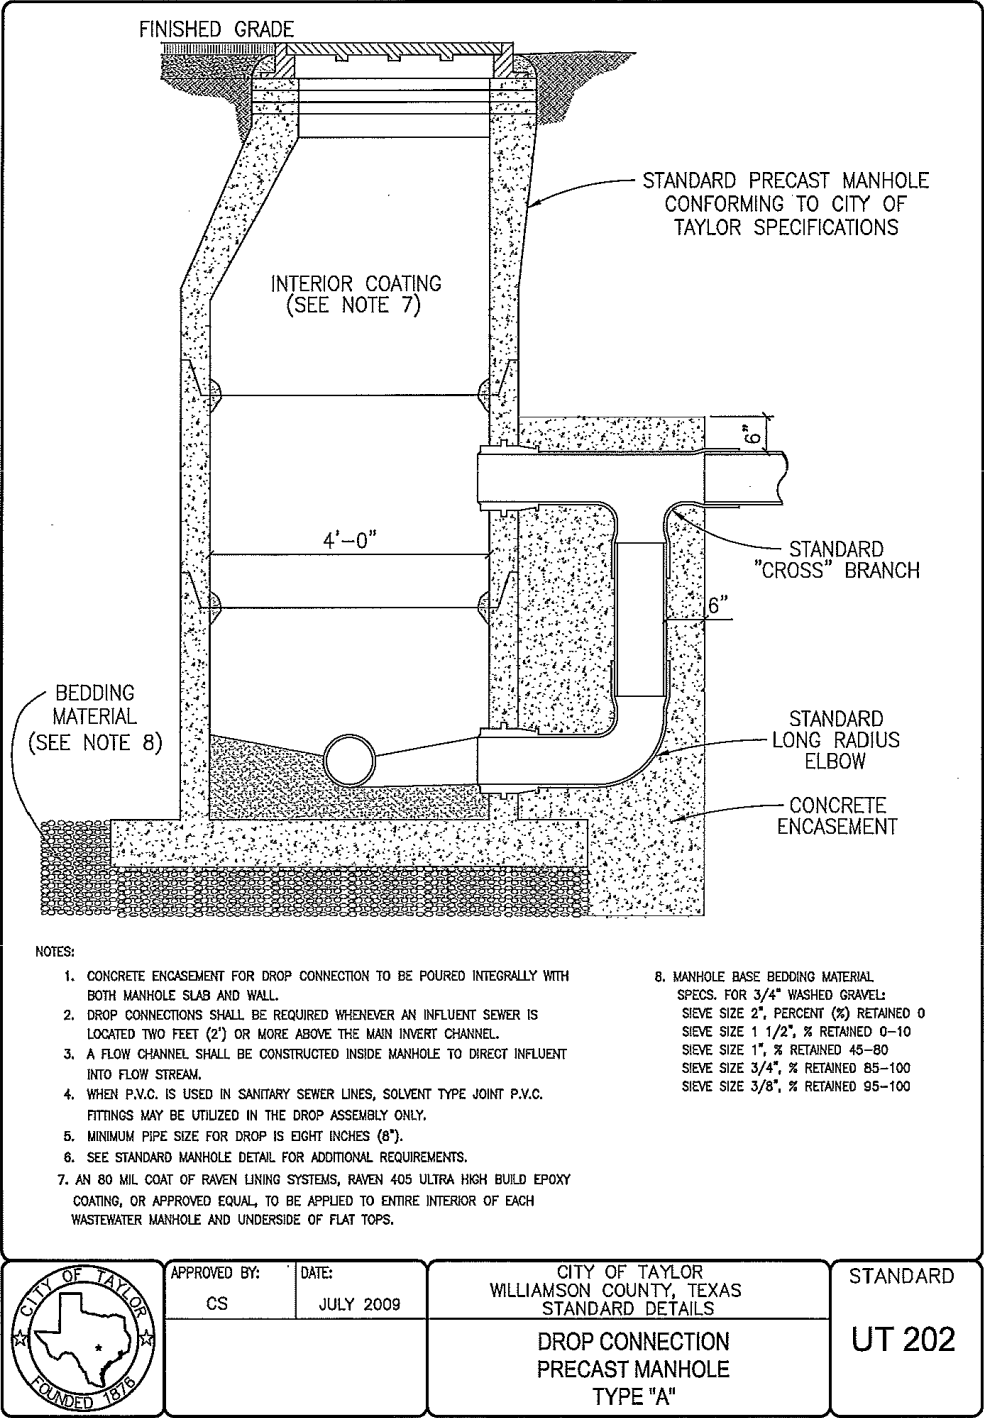 FINISHED GRADE
STANDARD PRECAST MANHOLE
CONFORMING TO CITY OF
TAYLOR SPECIFICATIONS
INTERIOR COATING
(SEE NOTE 7)
6"
4'-0"
STANDARD
"CROSS" BRANCH
6"
BEDDING
MATERIAL
(SEE NOTE 8)
STANDARD
LONG RADIUS
ELBOW
CONCRETE
ENCASEMENT
NOTES:
1. CONCRETE ENCASEMENT FOR DROP CONNECTION TO BE POURED INTEGRALLY WITH
BOTH MANHOLE SLAB AND WALL.
2. DROP CONNECTIONS SHALL BE REQUIRED WHENEVER AN INFLUENT SEWER IS
LOCATED TWO FEET (2') OR MORE ABOVE THE MAIN INVERT CHANNEL.
3. A FLOW CHANNEL SHALL BE CONSTRUCTED INSIDE MANHOLE TO DIRECT INFLUENT
INTO FLOW STREAM.
4. WHEN P.V.C. IS USED IN SANITARY SEWER LINES, SOLVENT TYPE JOINT P.V.C.
FITTINGS MAY BE UTILIZED IN THE DROP ASSEMBLY ONLY.
5. MINIMUM PIPE SIZE FOR DROP IS EIGHT INCHES (8").
6. SEE STANDARD MANHOLE DETAIL FOR ADDITIONAL REQUIREMENTS.
7. AN 80 MIL COAT OF RAVEN LINING SYSTEMS, RAVEN 405 ULTRA HIGH BUILD EPOXY
COATING, OR APPROVED EQUAL, TO BE APPLIED TO ENTIRE INTERIOR OF EACH
WASTEWATER MANHOLE AND UNDERSIDE OF FLAT TOPS.
8. MANHOLE BASE BEDDING MATERIAL
SPECS. FOR 3/4" WASHED GRAVEL:
SIEVE SIZE 2", PERCENT (%) RETAINED 0
SIEVE SIZE 1 1/2", % RETAINED 0-10
SIEVE SIZE 1", % RETAINED 45-80
SIEVE SIZE 3/4", % RETAINED 85-100
SIEVE SIZE 3/8", % RETAINED 95-100
CITY OF TAYLOR
FOUNDED 1876
APPROVED BY:
CS
DATE:
JULY 2009
CITY OF TAYLOR
WILLIAMSON COUNTY, TEXAS
STANDARD DETAILS
DROP CONNECTION
PRECAST MANHOLE
TYPE "A"
STANDARD
UT 202